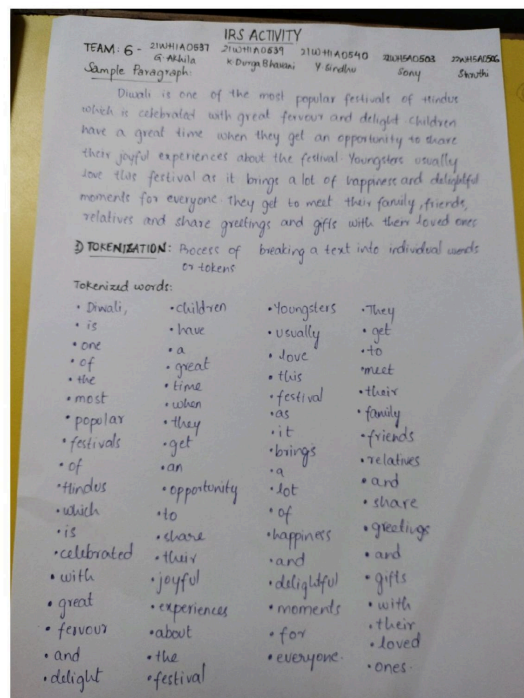 IRS ACTIVITY
TEAM: 6 - 21WH1A0537 21WH1A0539 21WH1A0540 22WH5A0503 22WH5A0506
G. Akhila K. Durga Bhavani Y Sindhu Sony Shruthi
Sample Paragraph:
Diwali is one of the most popular festivals of Hindus
which is celebrated with great fervour and delight. children
have a great time when they get an opportunity to share
their joyful experiences about the festival. Youngsters usually
love this festival as it brings a lot of happiness and delightful
moments for everyone. they get to meet their family, friends,
relatives and share greetings and gifts with their loved ones
1) TOKENIZATION: Process of breaking a text into individual words
or tokens
Tokenized words:
• Diwali,
• is
• one
• of
• the
• most
• popular
• festivals
• of
• Hindus
• which
• is
• celebrated
• with
• great
• fervour
• and
• delight
• children
• have
• a
• great
• time
• when
• they
• get
• an
• opportunity
• to
• share
• their
• joyful
• experiences
• about
• the
• festival
• Youngsters
• usually
• love
• this
• festival
• as
• it
• brings
• a
• lot
• of
• happiness
• and
• delightful
• moments
• for
• everyone.
• They
• get
• to
• meet
• their
• family
• friends
• relatives
• and
• share
• greetings
• and
• gifts
• with
• their
• loved
• ones.